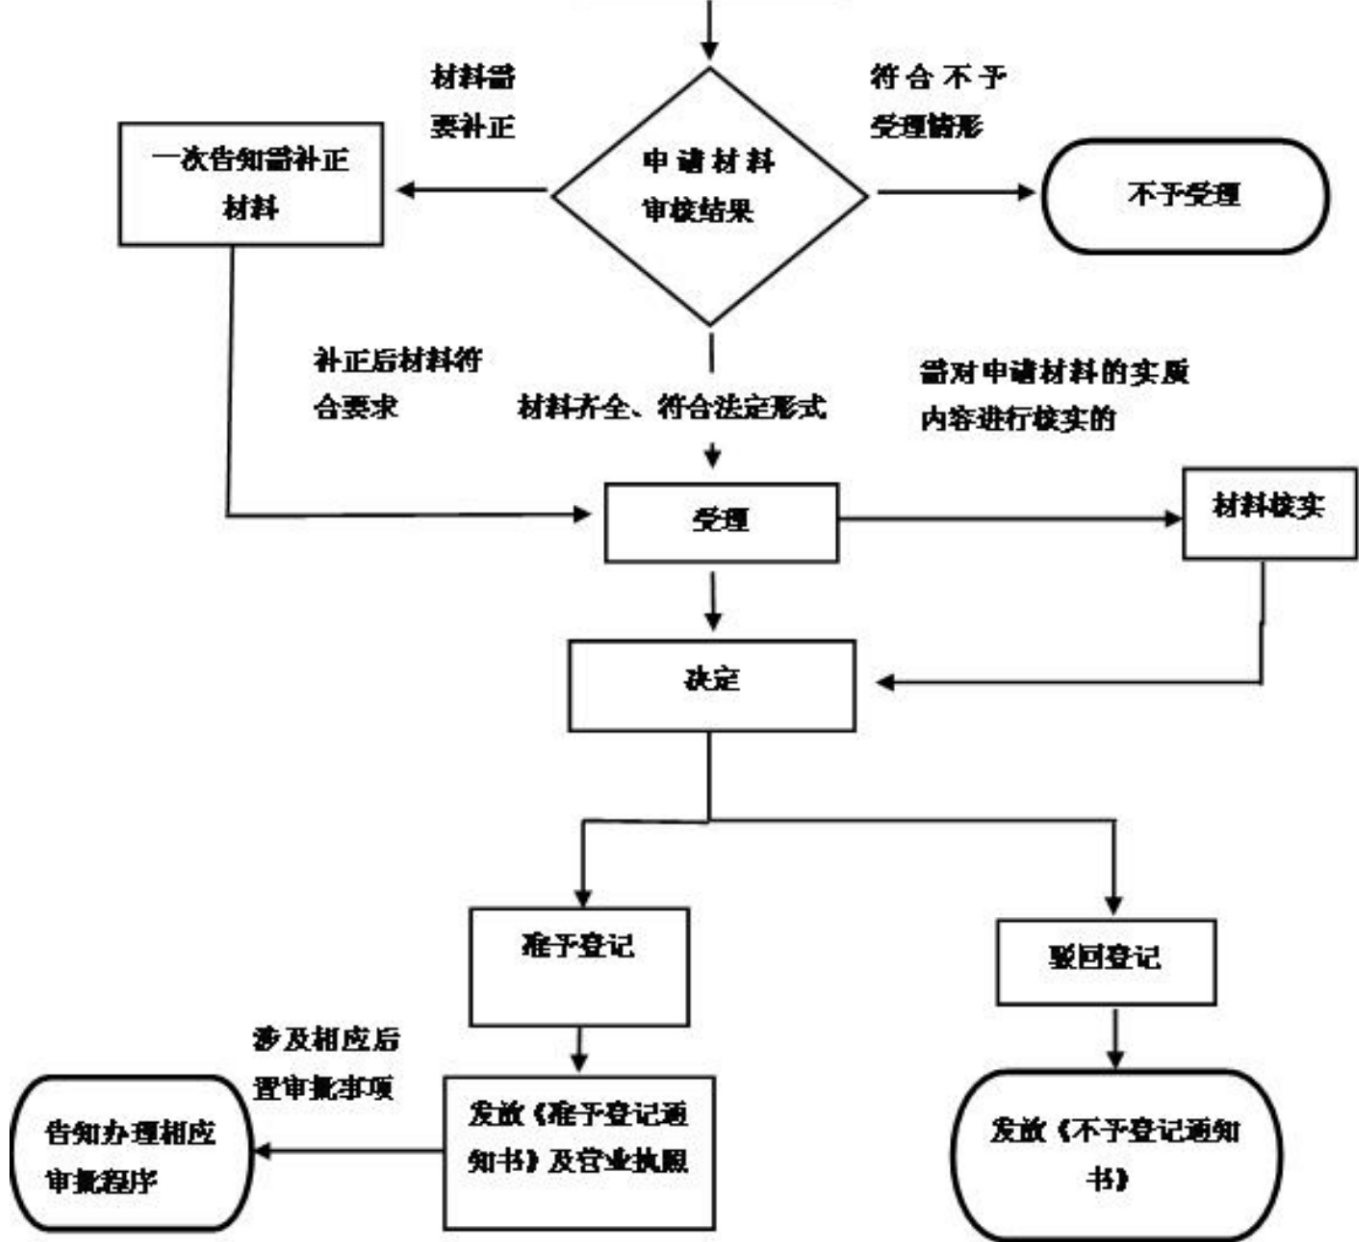 材料需
要补正
符合不予
受理情形
一次告知需补正
材料
申请材料
审核结果
不予受理
补正后材料符
合要求
材料齐全、符合法定形式
需对申请材料的实质
内容进行核实的
受理
材料核实
决定
准予登记
驳回登记
涉及相应后
置审批事项
告知办理相应
审批程序
发放《准予登记通
知书》及营业执照
发放《不予登记通知
书》